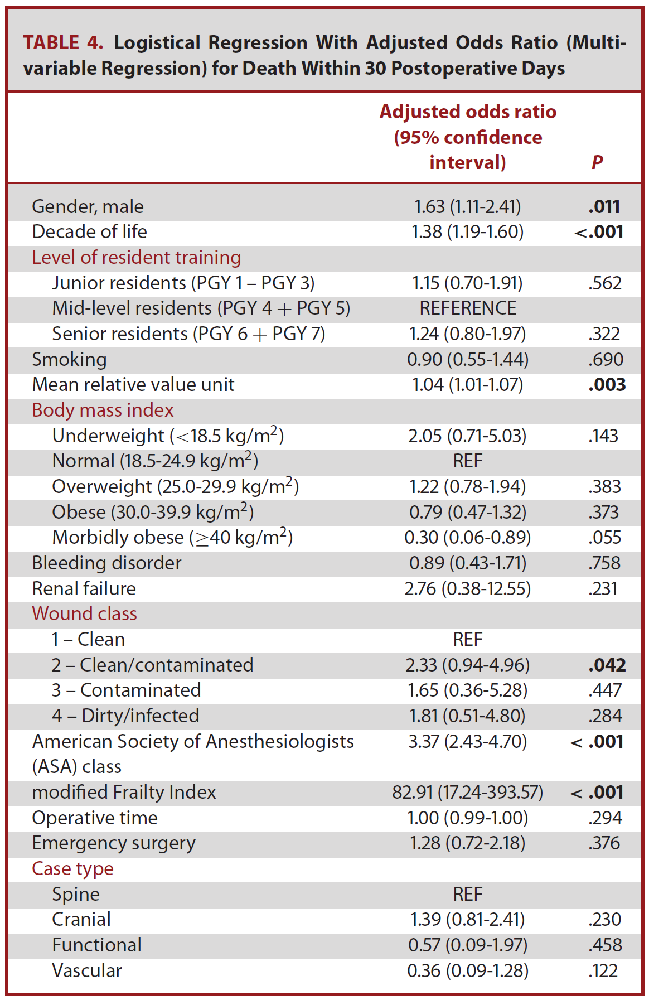 TABLE 4. Logistical Regression With Adjusted Odds Ratio (Multi-
variable Regression) for Death Within 30 Postoperative Days
Adjusted odds ratio
(95% confidence
interval) P
Gender, male 1.63 (1.11-2.41) .011
Decade of life 1.38 (1.19-1.60) <.001
Level of resident training
Junior residents (PGY 1 – PGY 3) 1.15 (0.70-1.91) .562
Mid-level residents (PGY 4 + PGY 5) REFERENCE
Senior residents (PGY 6 + PGY 7) 1.24 (0.80-1.97) .322
Smoking 0.90 (0.55-1.44) .690
Mean relative value unit 1.04 (1.01-1.07) .003
Body mass index
Underweight (<18.5 kg/m²) 2.05 (0.71-5.03) .143
Normal (18.5-24.9 kg/m²) REF
Overweight (25.0-29.9 kg/m²) 1.22 (0.78-1.94) .383
Obese (30.0-39.9 kg/m²) 0.79 (0.47-1.32) .373
Morbidly obese (≥40 kg/m²) 0.30 (0.06-0.89) .055
Bleeding disorder 0.89 (0.43-1.71) .758
Renal failure 2.76 (0.38-12.55) .231
Wound class
1 – Clean REF
2 – Clean/contaminated 2.33 (0.94-4.96) .042
3 – Contaminated 1.65 (0.36-5.28) .447
4 – Dirty/infected 1.81 (0.51-4.80) .284
American Society of Anesthesiologists 3.37 (2.43-4.70) < .001
(ASA) class
modified Frailty Index 82.91 (17.24-393.57) < .001
Operative time 1.00 (0.99-1.00) .294
Emergency surgery 1.28 (0.72-2.18) .376
Case type
Spine REF
Cranial 1.39 (0.81-2.41) .230
Functional 0.57 (0.09-1.97) .458
Vascular 0.36 (0.09-1.28) .122